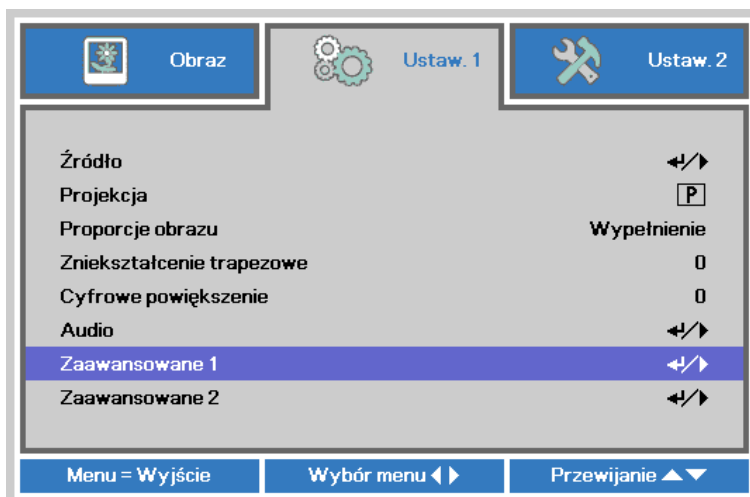 Obraz
Ustaw. 1
Ustaw. 2
Źródło
Projekcja P
Proporcje obrazu Wypełnienie
Zniekształcenie trapezowe 0
Cyfrowe powiększenie 0
Audio
Zaawansowane 1
Zaawansowane 2
Menu = Wyjście
Wybór menu
Przewijanie